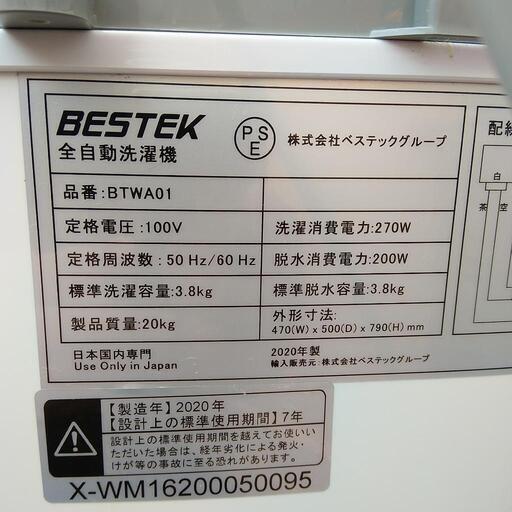 BESTEK
全自動洗濯機
PSE
株式会社ベステックグループ
配線
白
茶
空
品番:BTWA01
定格電圧:100V
洗濯消費電力:270W
定格周波数:50 Hz/60 Hz
脱水消費電力:200W
標準洗濯容量:3.8kg
標準脱水容量:3.8kg
製品質量:20kg
外形寸法:
470(W) x 500(D) x 790(H) mm
日本国内専門
Use Only in Japan
2020年製
輸入販売元:株式会社ベステックグループ
【製造年】2020年
【設計上の標準使用期間】7年
設計上の標準使用期間を越えてお使いい
ただいた場合は、経年劣化による発火・
けが等の事故に至る恐れがあります。
X-WM16200050095